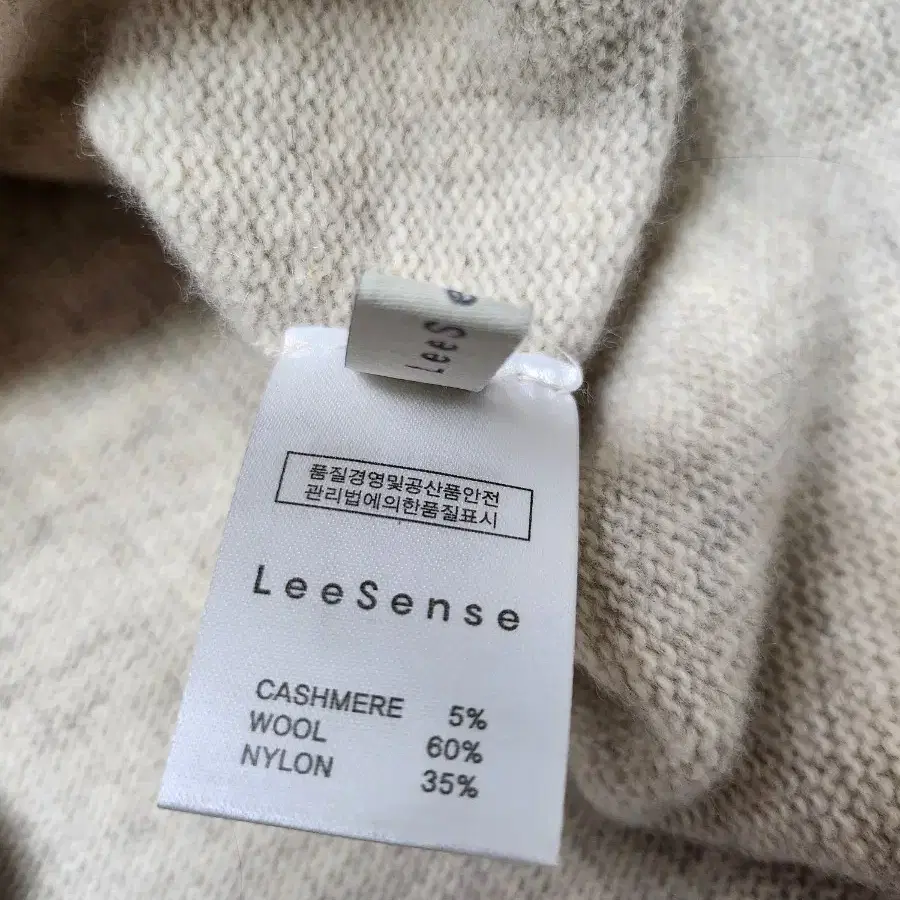 LeeSe
품질경영및공산품안전
관리법에의한품질표시
LeeSense
CASHMERE 5%
WOOL 60%
NYLON 35%